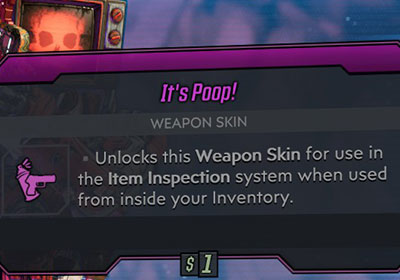 It's Poop!
WEAPON SKIN
• Unlocks this Weapon Skin for use in
the Item Inspection system when used
from inside your Inventory.
$ 1